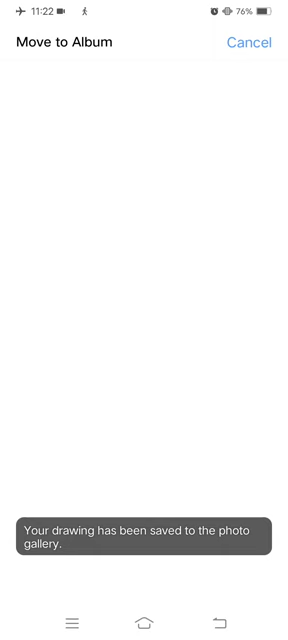 11:22
76%
Move to Album
Cancel
Your drawing has been saved to the photo
gallery.